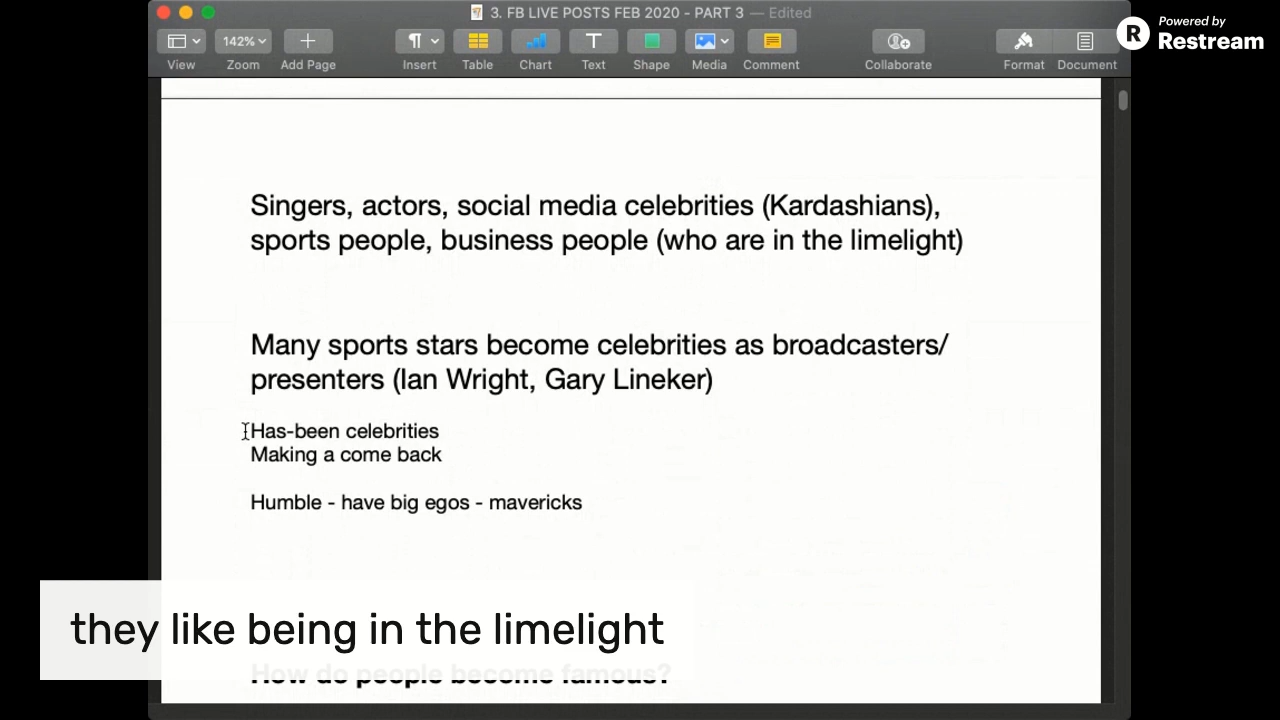 3. FB LIVE POSTS FEB 2020 - PART 3 — Edited
Powered by
Restream
142%
View
Zoom
Add Page
Insert
Table
Chart
Text
Shape
Media
Comment
Collaborate
Format
Document
Singers, actors, social media celebrities (Kardashians),
sports people, business people (who are in the limelight)
Many sports stars become celebrities as broadcasters/
presenters (Ian Wright, Gary Lineker)
Has-been celebrities
Making a come back
Humble - have big egos - mavericks
they like being in the limelight
How do people become famous?